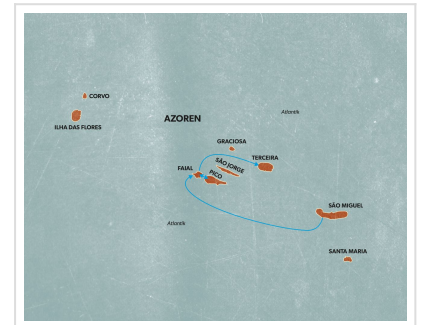 CORVO
ILHA DAS FLORES
AZOREN
Atlantik
GRACIOSA
TERCEIRA
SÃO JORGE
FAIAL
PICO
SÃO MIGUEL
Atlantik
SANTA MARIA